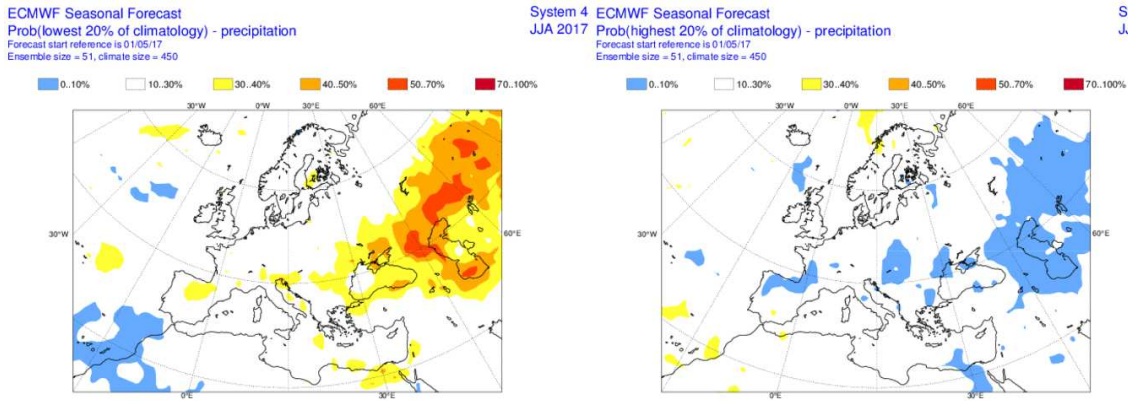 ECMWF Seasonal Forecast System 4
Prob(lowest 20% of climatology) - precipitation JJA 2017
Forecast start reference is 01/05/17
Ensemble size = 51, climate size = 450
0..10% 10..30% 30..40% 40..50% 50..70% 70..100%
30°W 0°W 30°E 60°E
30°W 60°E
0°E 30°E
ECMWF Seasonal Forecast S
Prob(highest 20% of climatology) - precipitation
Forecast start reference is 01/05/17
Ensemble size = 51, climate size = 450
0..10% 10..30% 30..40% 40..50% 50..70% 70..100%
30°W 0°W 30°E 60°E
30°W 60°E
0°E 30°E